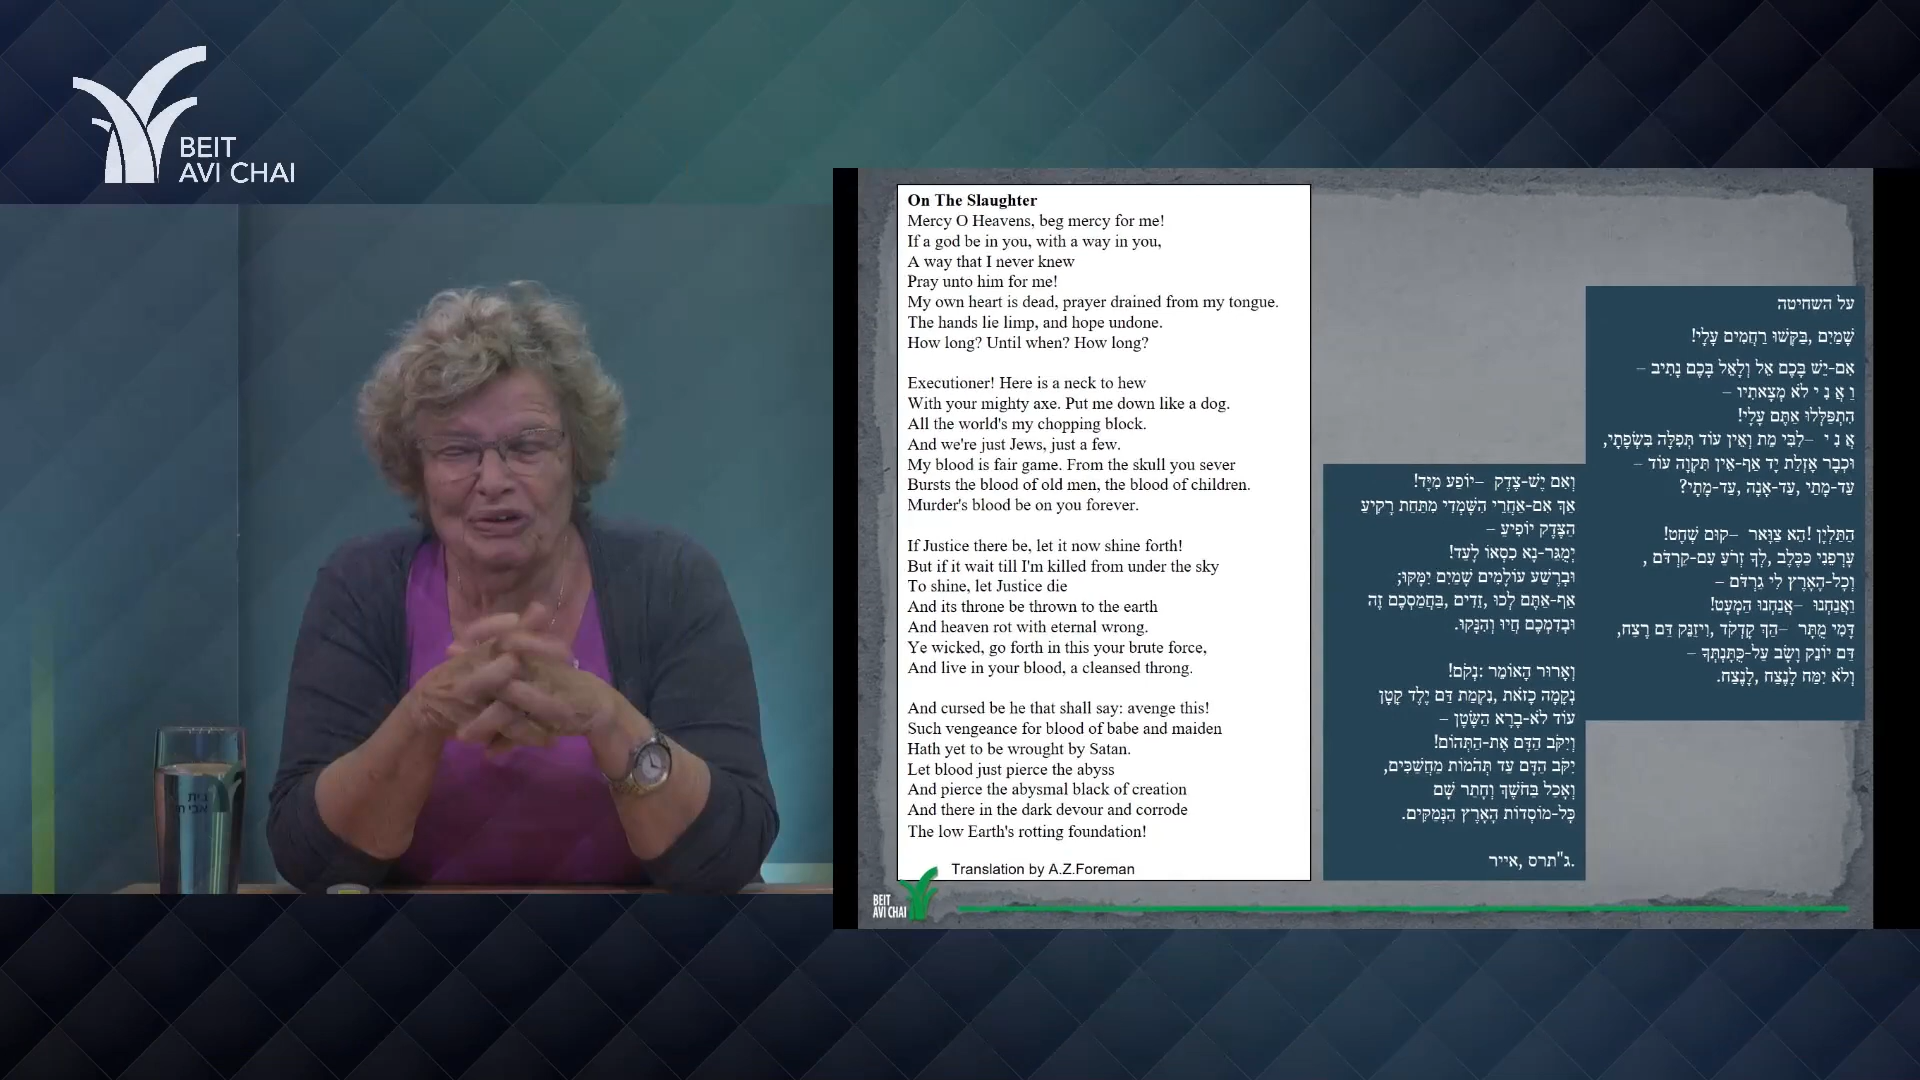 BEIT
AVI CHAI
On The Slaughter
Mercy O Heavens, beg mercy for me!
If a god be in you, with a way in you,
A way that I never knew
Pray unto him for me!
My own heart is dead, prayer drained from my tongue.
The hands lie limp, and hope undone.
How long? Until when? How long?
Executioner! Here is a neck to hew
With your mighty axe. Put me down like a dog.
All the world's my chopping block.
And we're just Jews, just a few.
My blood is fair game. From the skull you sever
Bursts the blood of old men, the blood of children.
Murder's blood be on you forever.
If Justice there be, let it now shine forth!
But if it wait till I'm killed from under the sky
To shine, let Justice die
And its throne be thrown to the earth
And heaven rot with eternal wrong.
Ye wicked, go forth in this your brute force,
And live in your blood, a cleansed throng.
And cursed be he that shall say: avenge this!
Such vengeance for blood of babe and maiden
Hath yet to be wrought by Satan.
Let blood just pierce the abyss
And pierce the abysmal black of creation
And there in the dark devour and corrode
The low Earth's rotting foundation!
Translation by A.Z.Foreman
על השחיטה
שָׁמַיִם ,בַּקְּשׁוּ רַחֲמִים עָלָי!
אִם-יֵשׁ בָּכֶם אֵל וְלָאֵל בָּכֶם נָתִיב –
וַ אֲ נִ י לֹא מְצָאתִיו –
הִתְפַּלְּלוּ אַתֶּם עָלָי!
אֲ נִ י –לִבִּי מֵת וְאֵין עוֹד תְּפִלָּה בִּשְׂפָתָי,
וּכְבָר אָזְלַת יָד אַף-אֵין תִּקְוָה עוֹד –
עַד-מָתַי ,עַד-אָנָה ,עַד-מָתָי?
הַתַּלְיָן !הֵא צַוָּאר –קוּם שְׁחָט!
עָרְפֵנִי כַּכֶּלֶב ,לְךָ זְרֹעַ עִם-קַרְדֹּם ,
וְכָל-הָאָרֶץ לִי גַרְדֹּם –
וַאֲנַחְנוּ –אֲנַחְנוּ הַמְעָט!
דָּמִי מֻתָּר –הַךְ קָדְקֹד ,וִיזַנֵּק דַּם רֶצַח,
דַּם יוֹנֵק וָשָׂב עַל-כֻּתָּנְתְּךָ –
וְלֹא יִמַּח לָנֶצַח ,לָנֶצַח.
וְאִם יֶשׁ-צֶדֶק –יוֹפַע מִיָּד!
אַךְ אִם-אַחֲרֵי הִשָּׁמְדִי מִתַּחַת רָקִיעַ
הַצֶּדֶק יוֹפִיעַ –
יְמֻגַּר-נָא כִסְאוֹ לָעַד!
וּבְרֶשַׁע עוֹלָמִים שָׁמַיִם יִמָּקּוּ;
אַף-אַתֶּם לְכוּ ,זֵדִים ,בַּחֲמַסְכֶם זֶה
וּבְדִמְכֶם חֲיוּ וְהִנָּקוּ.
וְאָרוּר הָאוֹמֵר :נְקֹם!
נְקָמָה כָזֹאת ,נִקְמַת דַּם יֶלֶד קָטָן
עוֹד לֹא-בָרָא הַשָּׂטָן –
וְיִקֹּב הַדָּם אֶת-הַתְּהוֹם!
יִקֹּב הַדָּם עַד תְּהֹמוֹת מַחֲשַׁכִּים,
וְאָכַל בַּחֹשֶׁךְ וְחָתַר שָׁם
כָּל-מוֹסְדוֹת הָאָרֶץ הַנְּמַקִּים.
.ג"תרס ,אייר
BEIT
AVI CHAI
בית
אבי חי